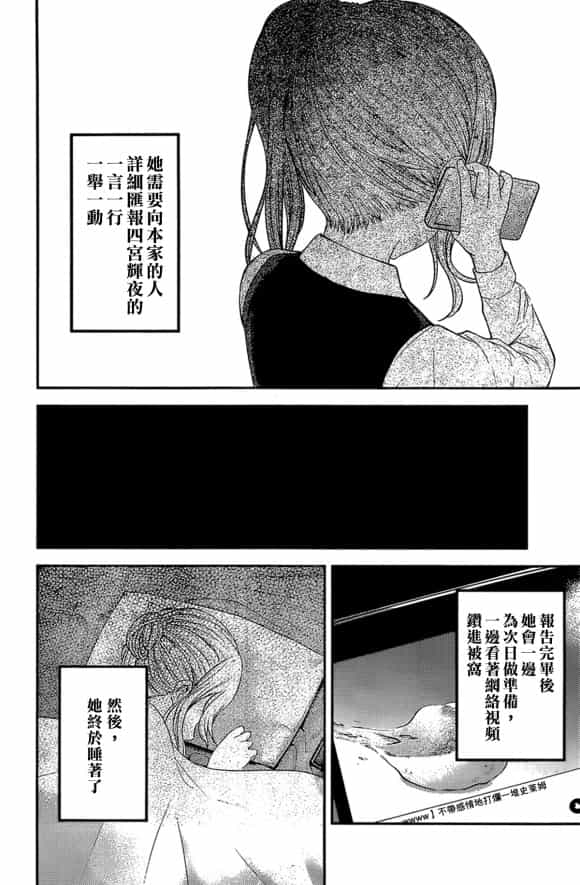 她需要向本家的人
詳細匯報四宮輝夜的
一言一行
一舉一動
報告完畢後
她會一邊
為次日做準備，
一邊看著網絡視頻
鑽進被窩
wwww】不帶感情地打爛一堆史萊姆
然後，
她終於睡著了